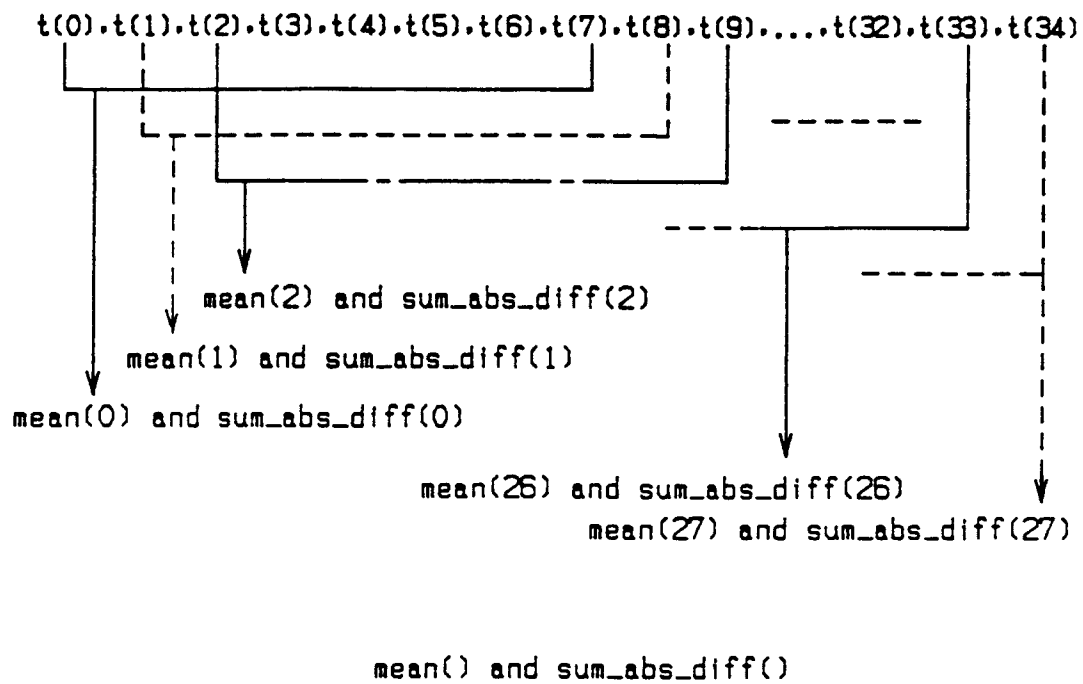 t(0),t(1),t(2),t(3),t(4),t(5),t(6),t(7),t(8),t(9),....,t(32),t(33),t(34)
mean(2) and sum_abs_diff(2)
mean(1) and sum_abs_diff(1)
mean(0) and sum_abs_diff(0)
mean(26) and sum_abs_diff(26)
mean(27) and sum_abs_diff(27)
mean() and sum_abs_diff()